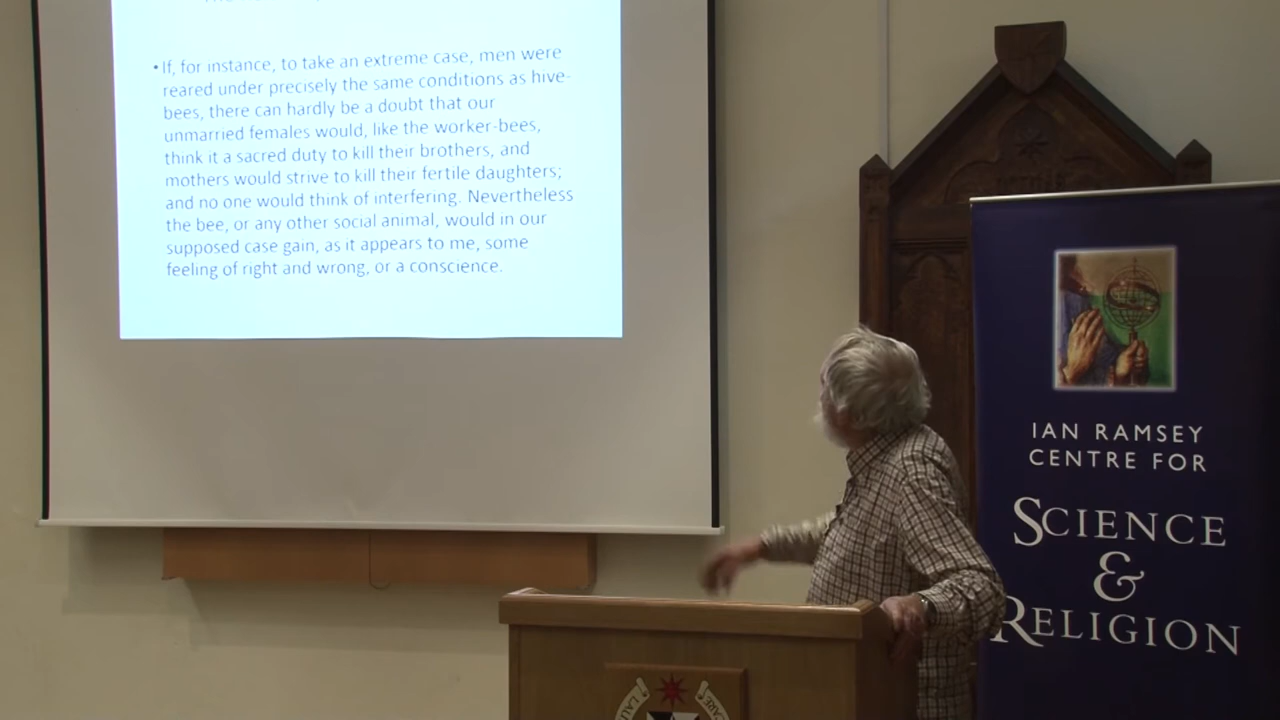 • If, for instance, to take an extreme case, men were
reared under precisely the same conditions as hive-
bees, there can hardly be a doubt that our
unmarried females would, like the worker-bees,
think it a sacred duty to kill their brothers, and
mothers would strive to kill their fertile daughters;
and no one would think of interfering. Nevertheless
the bee, or any other social animal, would in our
supposed case gain, as it appears to me, some
feeling of right and wrong, or a conscience.
IAN RAMSEY
CENTRE FOR
SCIENCE
&
RELIGION